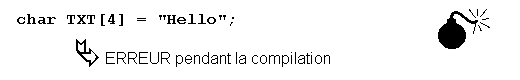 char TXT[4] = "Hello";
ERREUR pendant la compilation